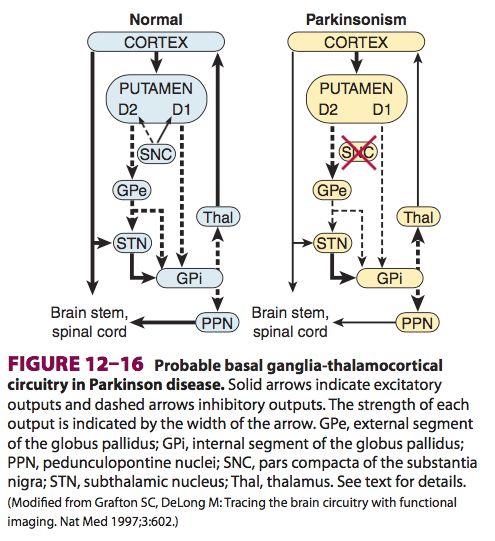 Normal
Parkinsonism
CORTEX
PUTAMEN
D2 D1
SNC
GPe
Thal
STN
GPi
Brain stem,
spinal cord
PPN
CORTEX
PUTAMEN
D2 D1
SNC
GPe
Thal
STN
GPi
Brain stem,
spinal cord
PPN
FIGURE 12–16 Probable basal ganglia-thalamocortical
circuitry in Parkinson disease. Solid arrows indicate excitatory
outputs and dashed arrows inhibitory outputs. The strength of each
output is indicated by the width of the arrow. GPe, external segment
of the globus pallidus; GPi, internal segment of the globus pallidus;
PPN, pedunculopontine nuclei; SNC, pars compacta of the substantia
nigra; STN, subthalamic nucleus; Thal, thalamus. See text for details.
(Modified from Grafton SC, DeLong M: Tracing the brain circuitry with functional
imaging. Nat Med 1997;3:602.)